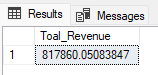 Results Messages
Toal_Revenue
1 817860.05083847